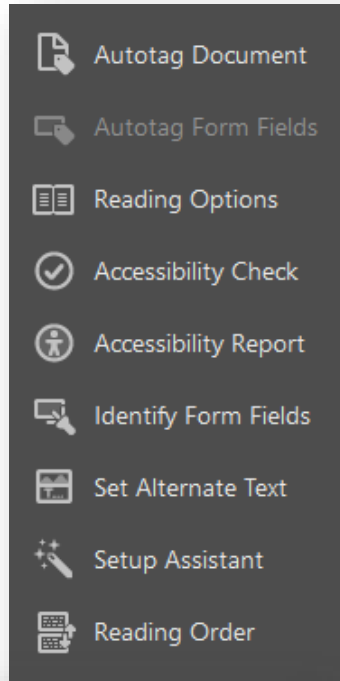 Autotag Document
Autotag Form Fields
Reading Options
Accessibility Check
Accessibility Report
Identify Form Fields
Set Alternate Text
Setup Assistant
Reading Order